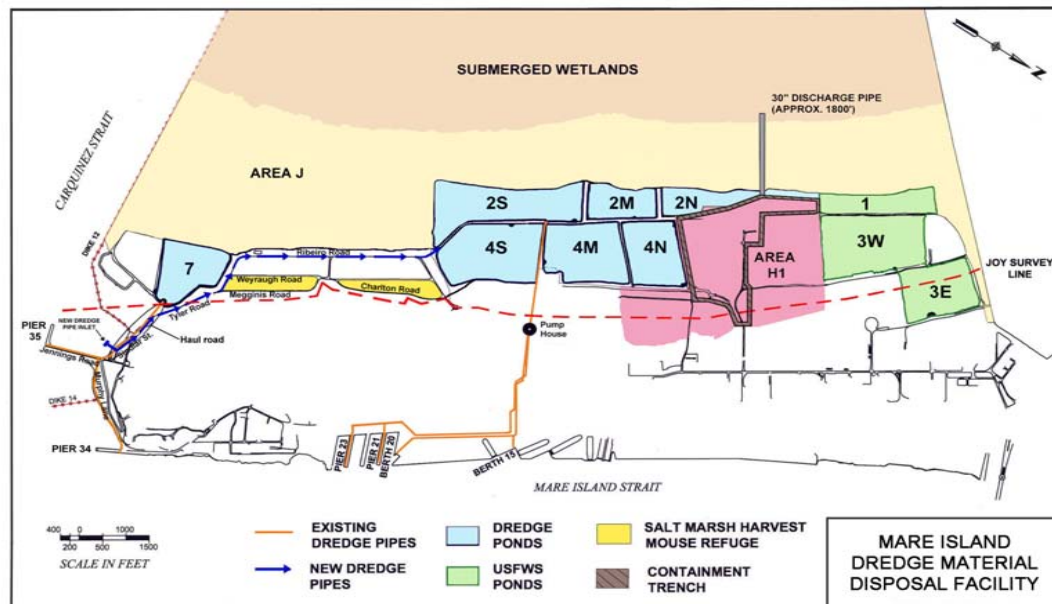 SUBMERGED WETLANDS
30" DISCHARGE PIPE
(APPROX. 1800')
N
CARQUINEZ STRAIT
AREA J
DIKE 12
2S
2M
2N
1
7
Ribeiro Road
4S
4M
4N
AREA
H1
3W
3E
JOY SURVEY
LINE
Weyraugh Road
Charlton Road
Megginis Road
Tyler Road
NEW DREDGE
PIPE INLET
Haul road
Pump
House
PIER
35
Jennings Road
DIKE 14
PIER 34
PIER 23
PIER 21
BERTH 20
BERTH 15
MARE ISLAND STRAIT
400 0 1000
200 500 1500
SCALE IN FEET
EXISTING
DREDGE PIPES
NEW DREDGE
PIPES
DREDGE
PONDS
USFWS
PONDS
SALT MARSH HARVEST
MOUSE REFUGE
CONTAINMENT
TRENCH
MARE ISLAND
DREDGE MATERIAL
DISPOSAL FACILITY